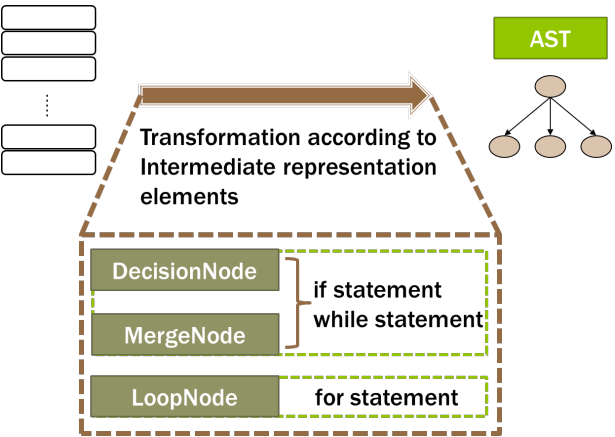 AST
Transformation according to
Intermediate representation
elements
DecisionNode
if statement
while statement
MergeNode
LoopNode
for statement